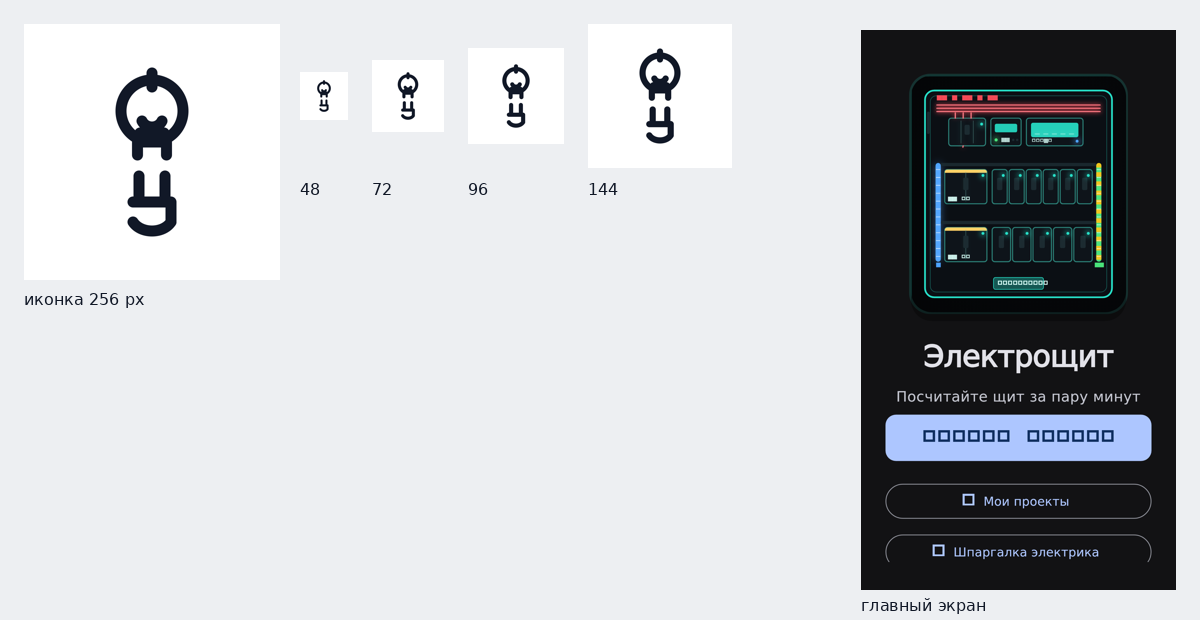 48
72
96
144
иконка 256 px
Электрощит
Посчитайте щит за пару минут
Мои проекты
Шпаргалка электрика
главный экран